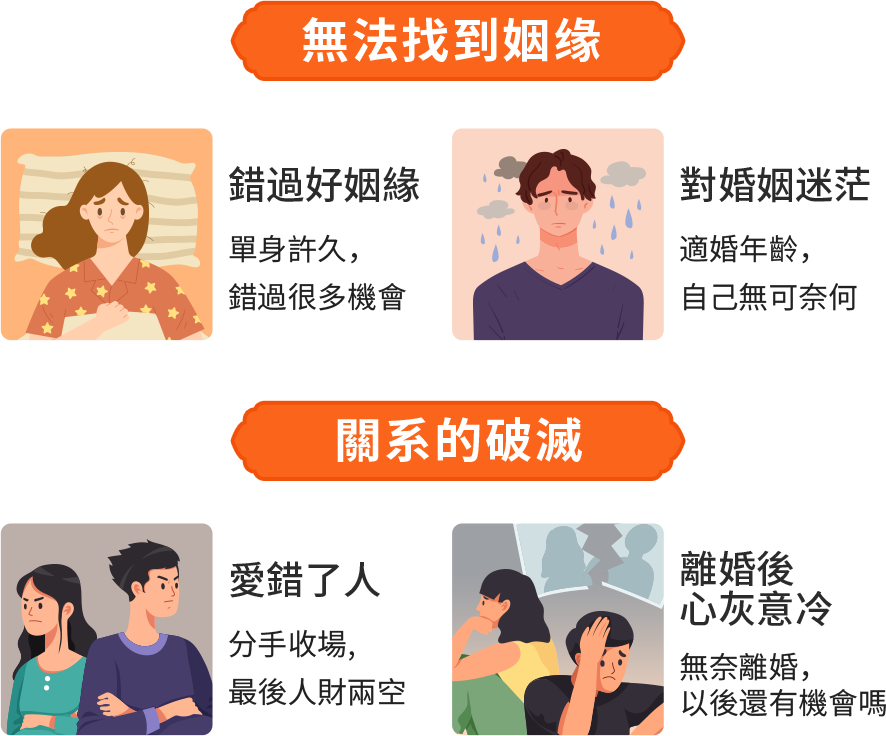 無法找到姻缘
錯過好姻緣
單身許久，
錯過很多機會
對婚姻迷茫
適婚年齡，
自己無可奈何
關系的破滅
愛錯了人
分手收場,
最後人財兩空
離婚後
心灰意冷
無奈離婚，
以後還有機會嗎